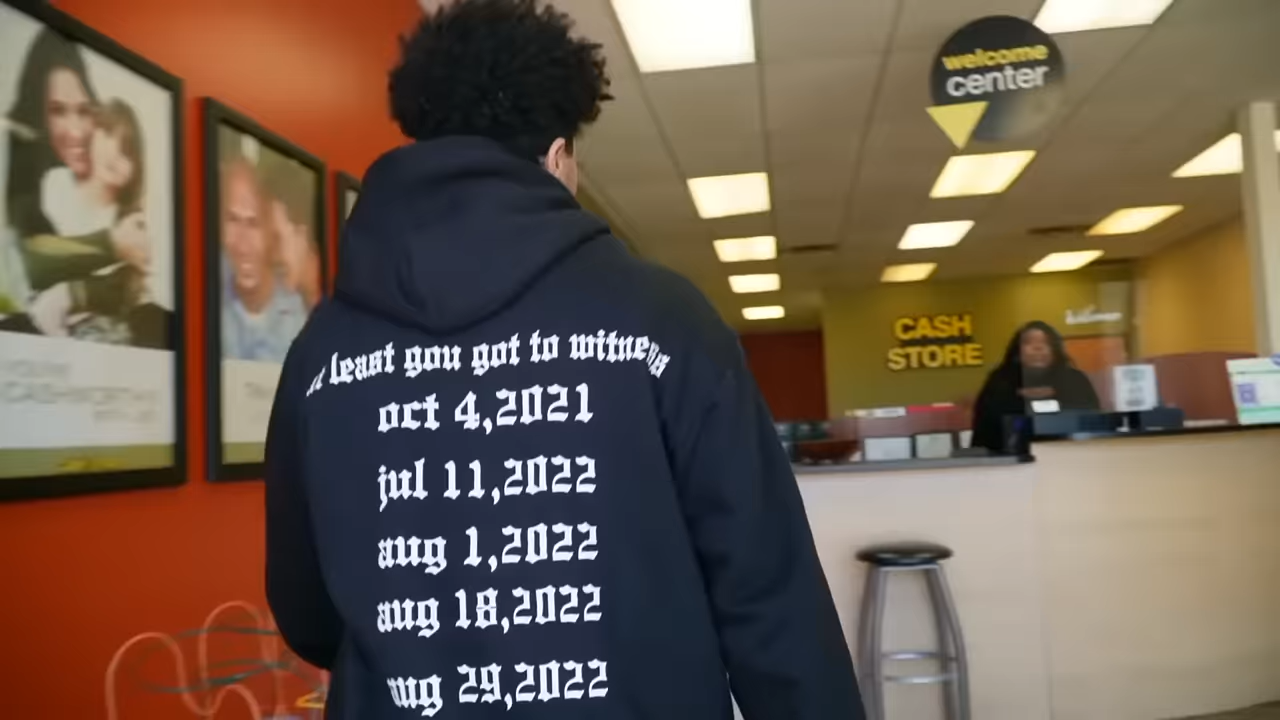 welcome
center
CASH
STORE
least you got to witness
oct 4,2021
jul 11,2022
aug 1,2022
aug 18,2022
aug 29,2022